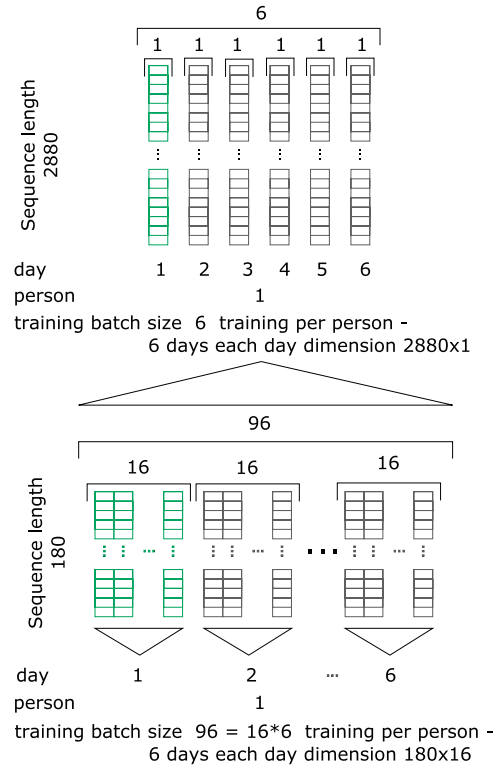 6
1 1 1 1 1 1
Sequence length
2880
day 1 2 3 4 5 6
person 1
training batch size 6 training per person -
6 days each day dimension 2880x1
96
16 16 16
Sequence length
180
day 1 2 ... 6
person 1
training batch size 96 = 16*6 training per person -
6 days each day dimension 180x16